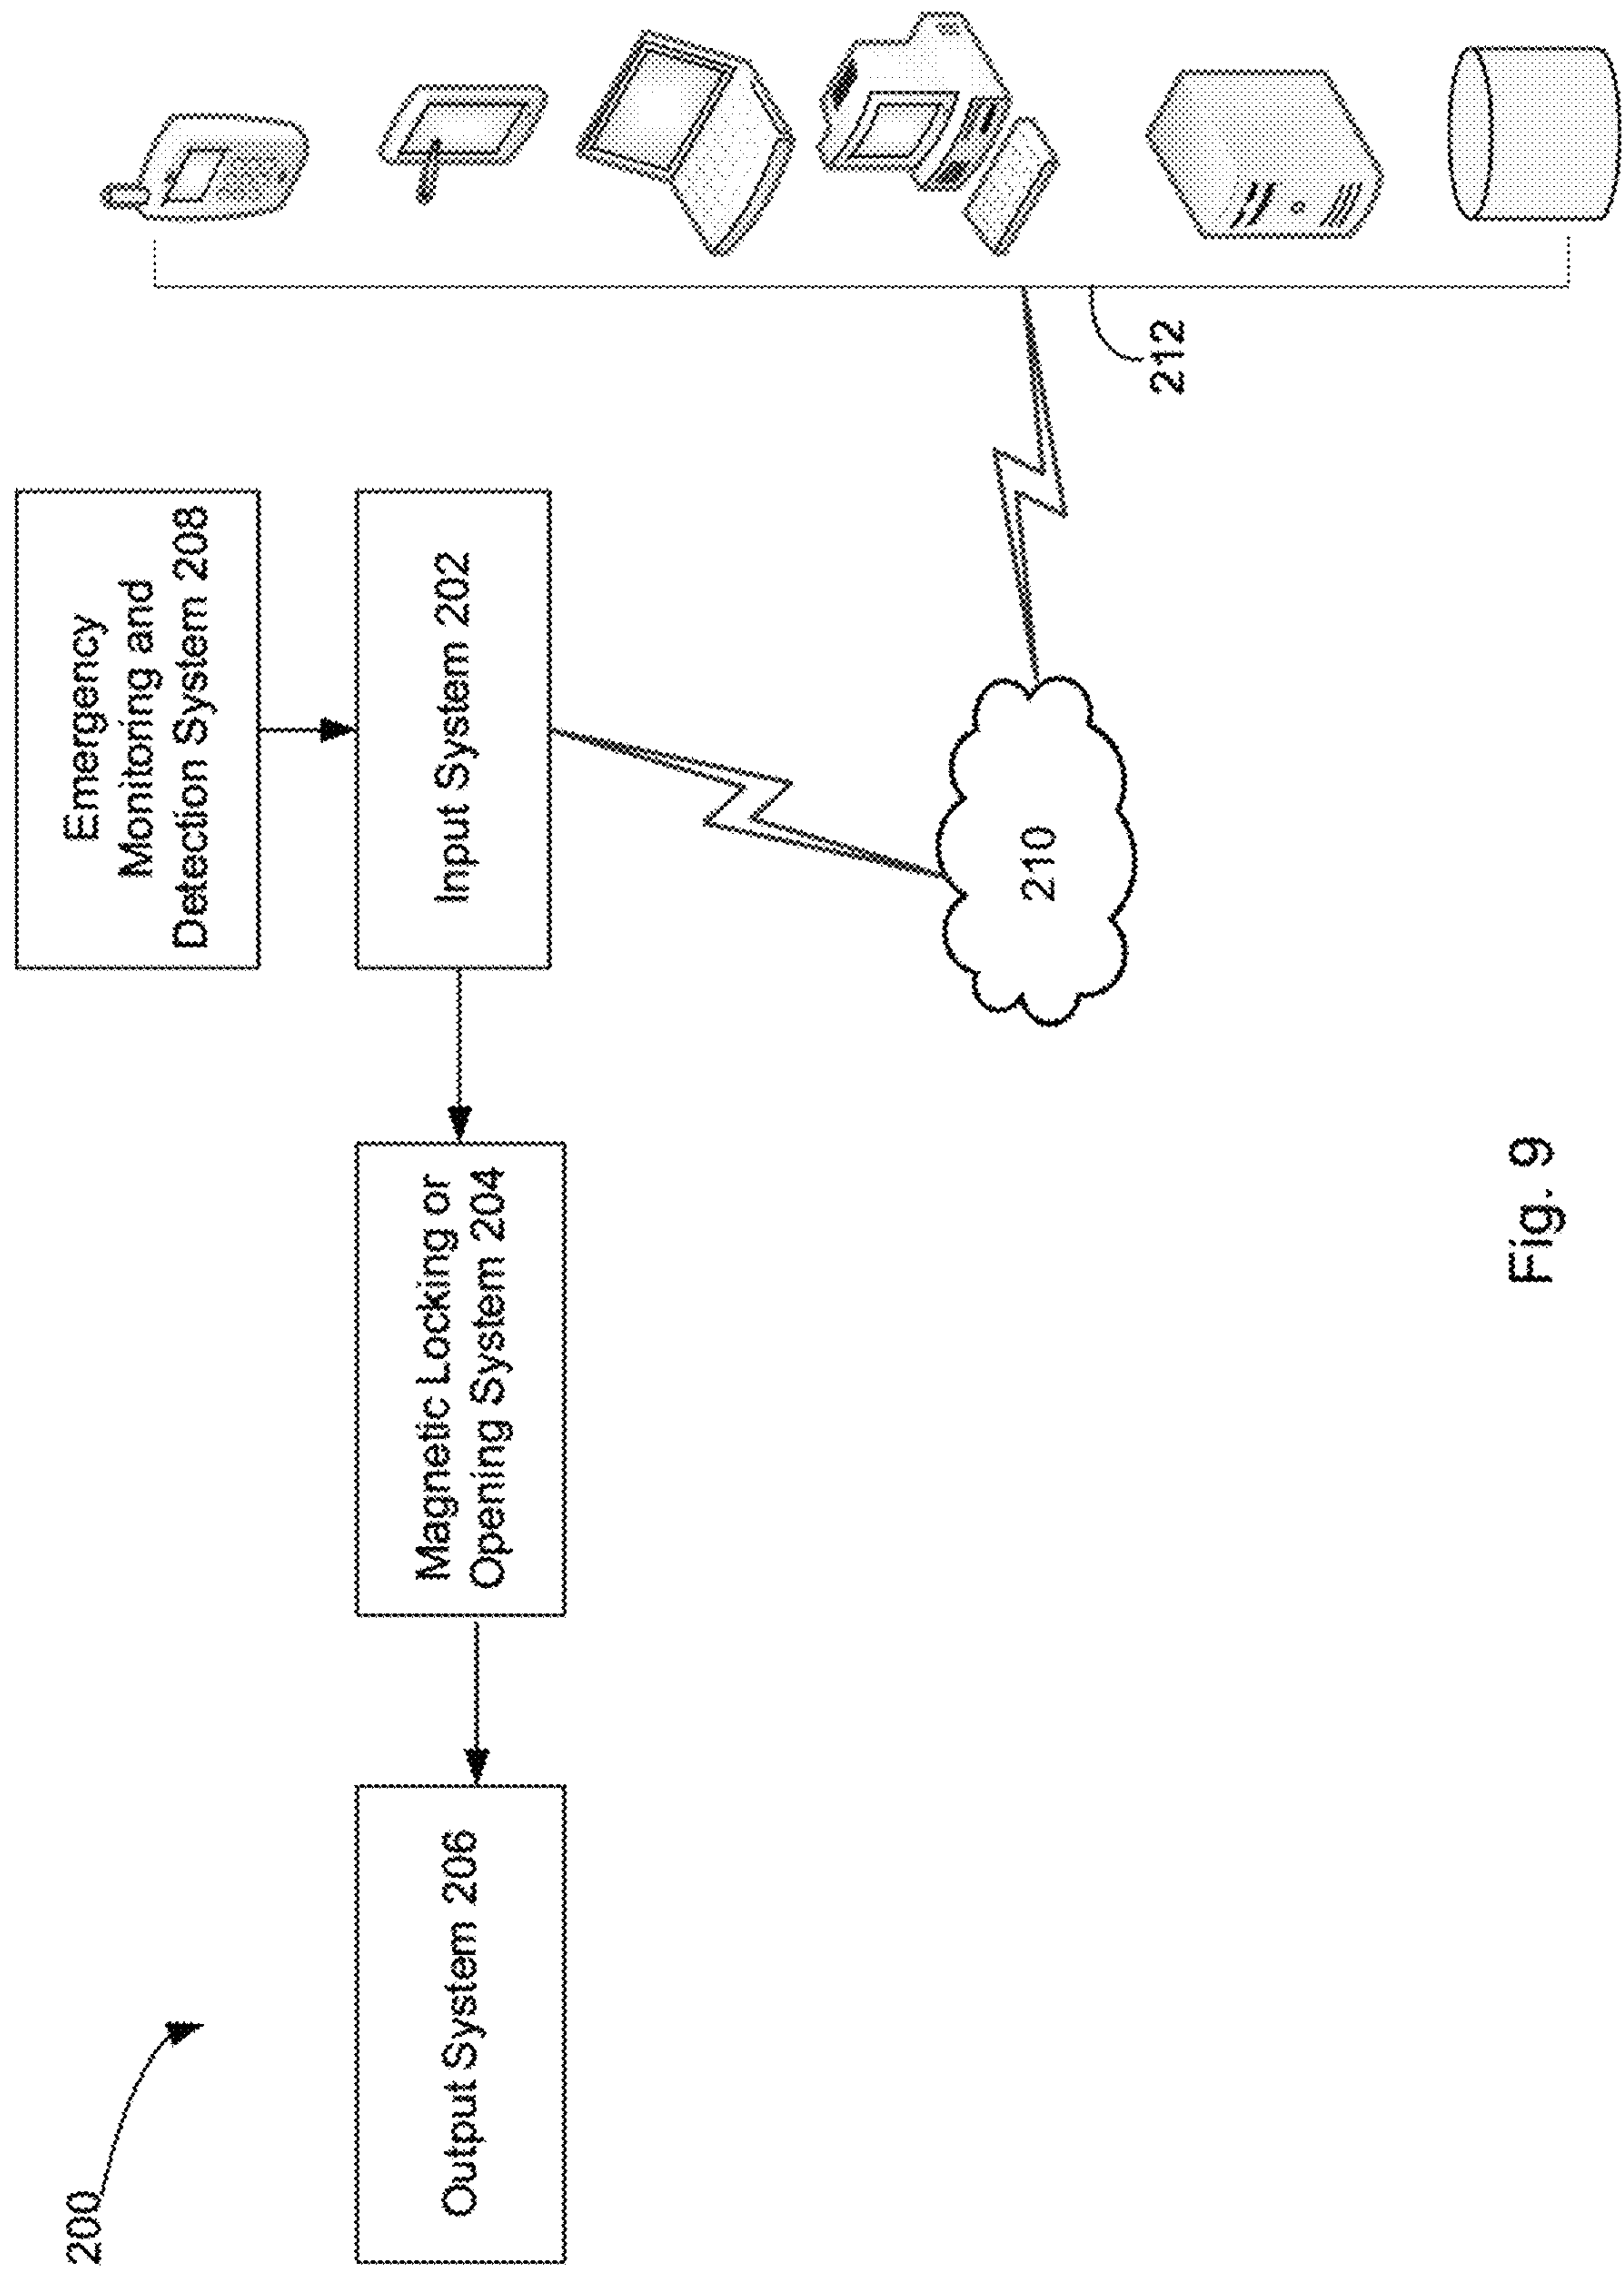 200
Output System 206
Magnetic Locking or
Opening System 204
Emergency
Monitoring and
Detection System 208
Input System 202
210
212
Fig. 9